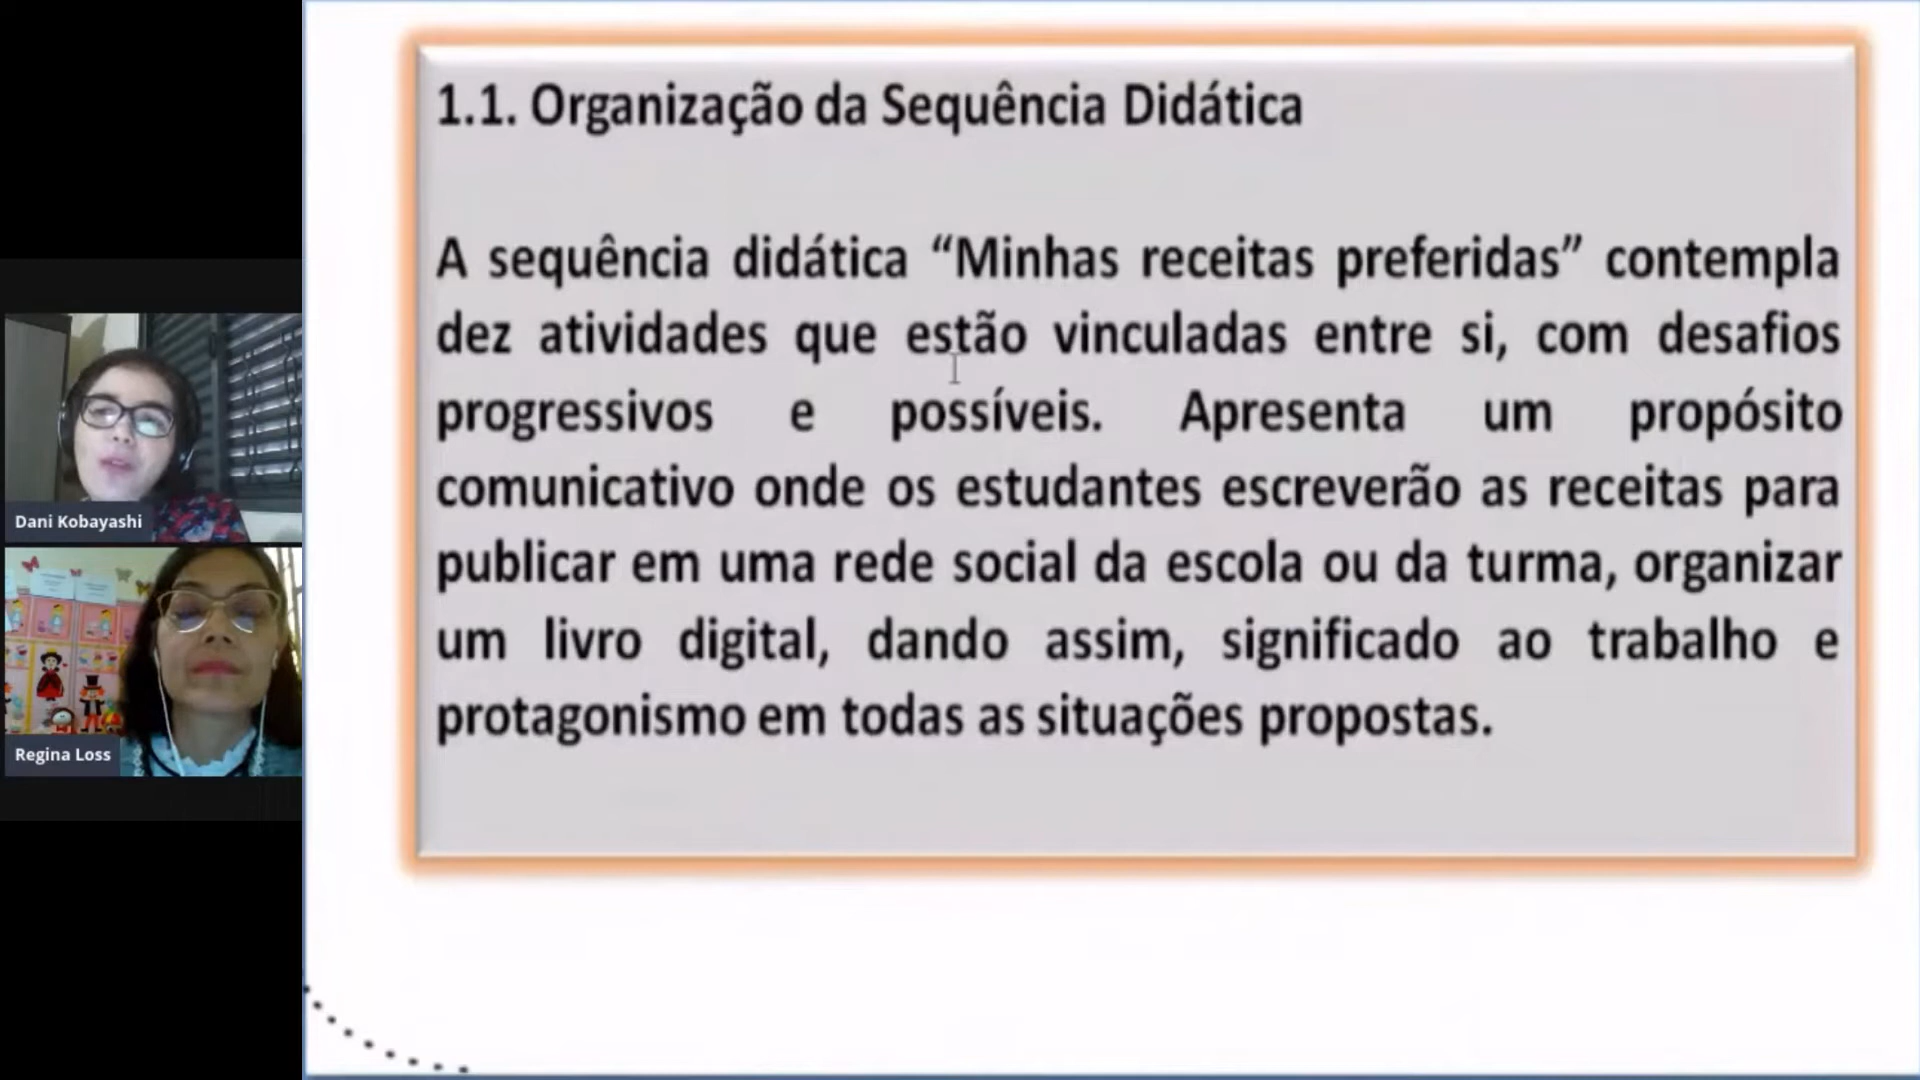 1.1. Organização da Sequência Didática
A sequência didática “Minhas receitas preferidas” contempla
dez atividades que estão vinculadas entre si, com desafios
progressivos e possíveis. Apresenta um propósito
comunicativo onde os estudantes escreverão as receitas para
publicar em uma rede social da escola ou da turma, organizar
um livro digital, dando assim, significado ao trabalho e
protagonismo em todas as situações propostas.
Dani Kobayashi
Regina Loss